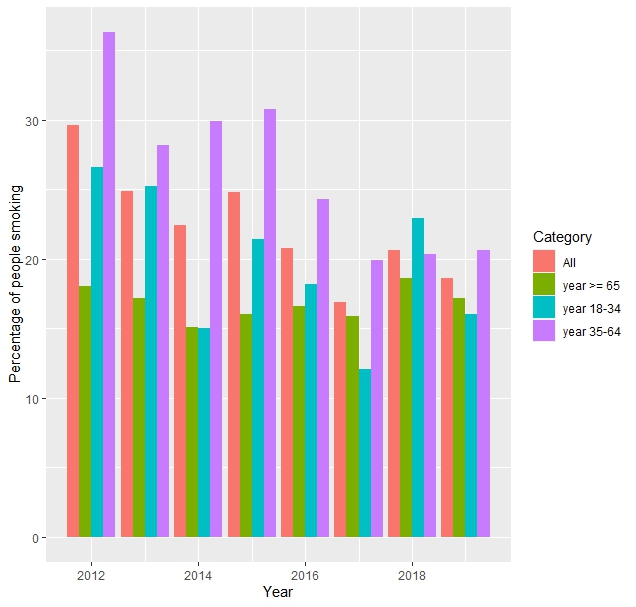 Percentage of people smoking
30
20
10
0
2012
2014
2016
2018
Year
Category
All
year >= 65
year 18-34
year 35-64